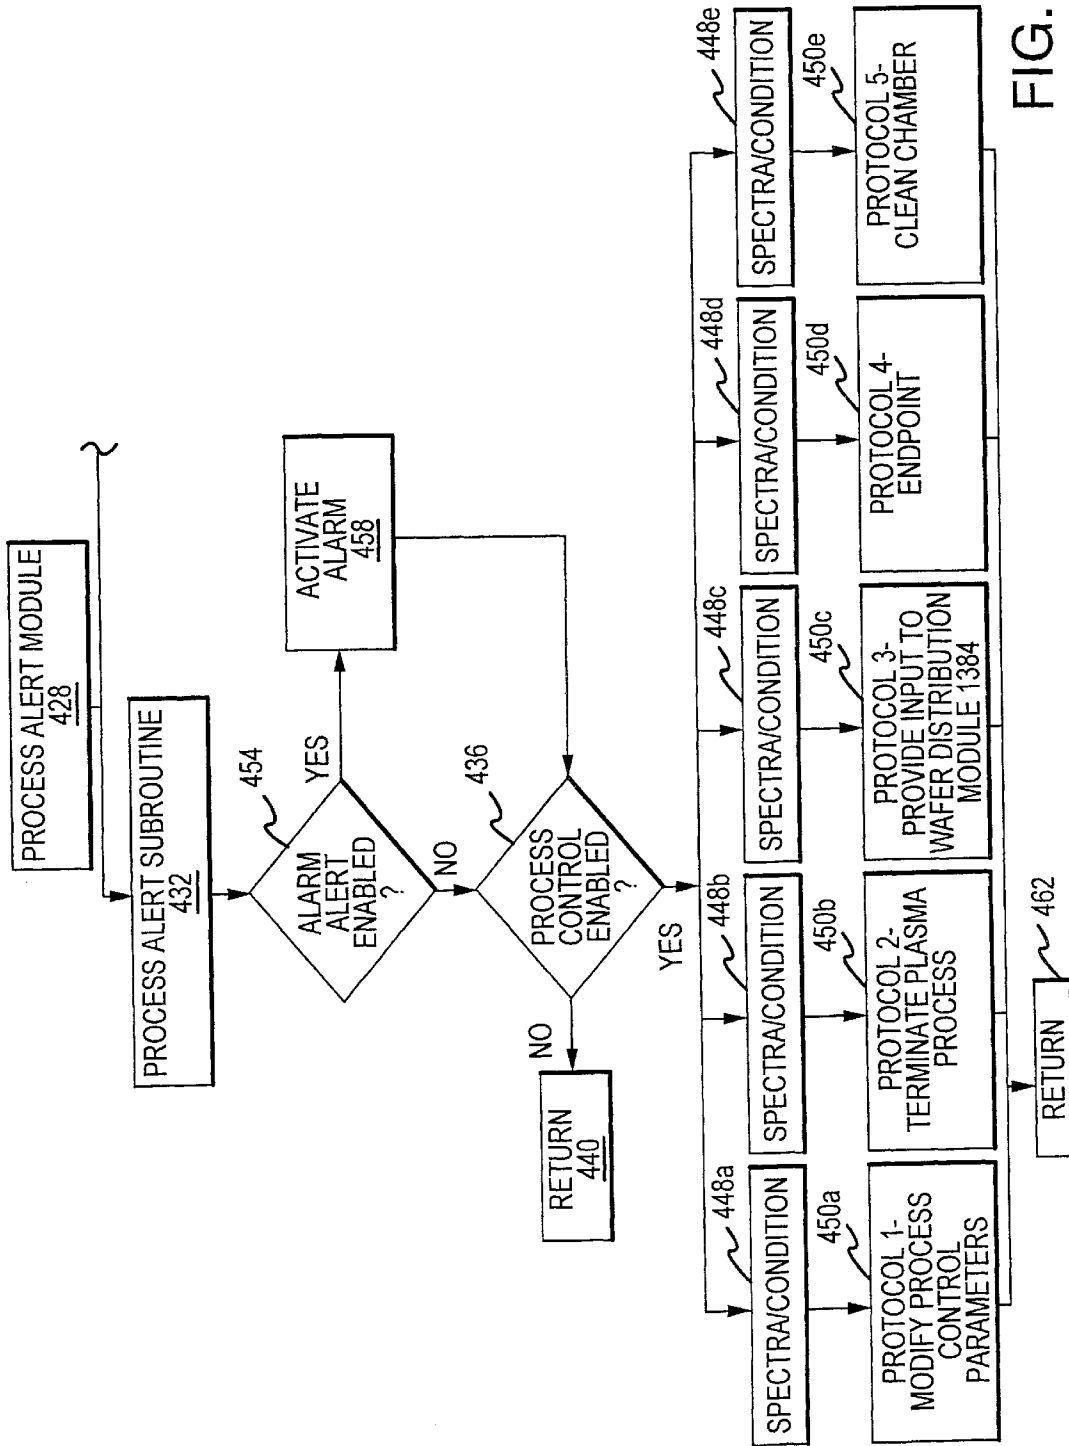 PROCESS ALERT MODULE
428
PROCESS ALERT SUBROUTINE
432
454
ALARM
ALERT
ENABLED
?
YES
NO
ACTIVATE
ALARM
458
436
PROCESS
CONTROL
ENABLED
?
NO
YES
RETURN
440
448a
SPECTRA/CONDITION
448b
SPECTRA/CONDITION
448c
SPECTRA/CONDITION
448d
SPECTRA/CONDITION
448e
SPECTRA/CONDITION
450a
PROTOCOL 1-
MODIFY PROCESS
CONTROL
PARAMETERS
450b
PROTOCOL 2-
TERMINATE PLASMA
PROCESS
450c
PROTOCOL 3-
PROVIDE INPUT TO
WAFER DISTRIBUTION
MODULE 1384
450d
PROTOCOL 4-
ENDPOINT
450e
PROTOCOL 5-
CLEAN CHAMBER
RETURN
462
FIG.